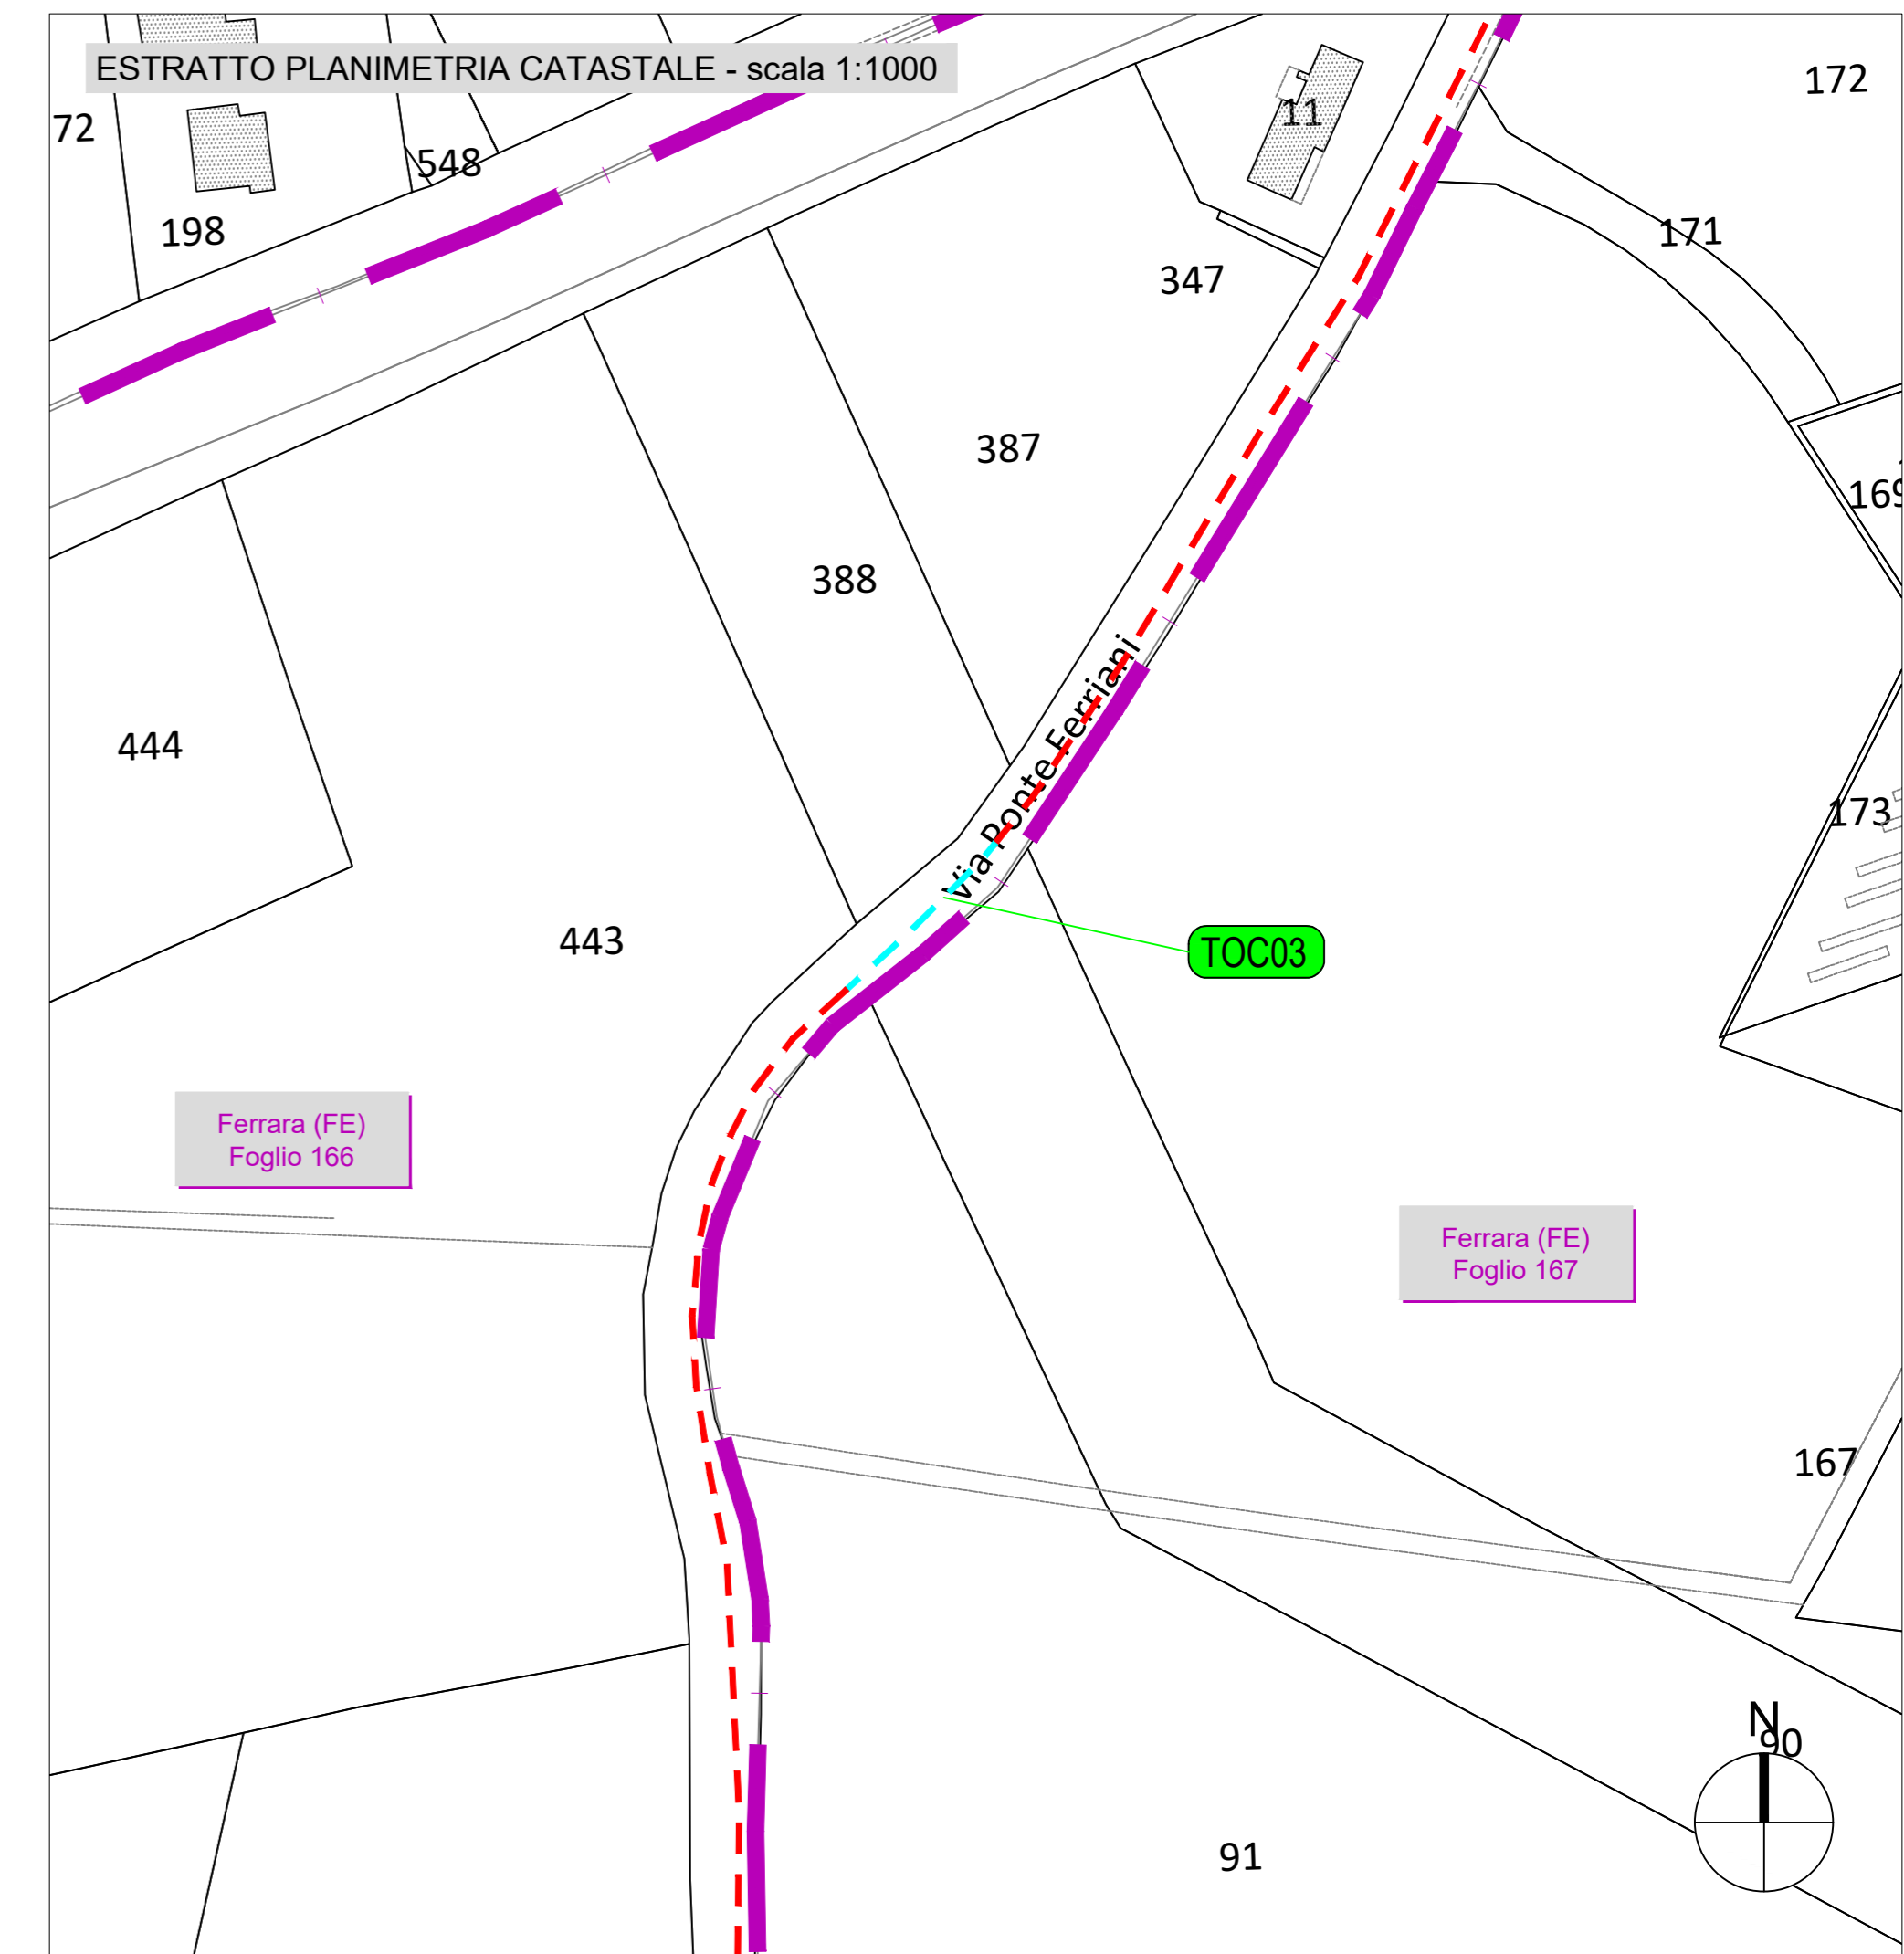 ESTRATTO PLANIMETRIA CATASTALE - scala 1:1000
172
72
11
548
198
171
347
387
169
388
Via Ponte Ferriani
444
173
443
TOC03
Ferrara (FE)
Foglio 166
Ferrara (FE)
Foglio 167
167
N
90
91